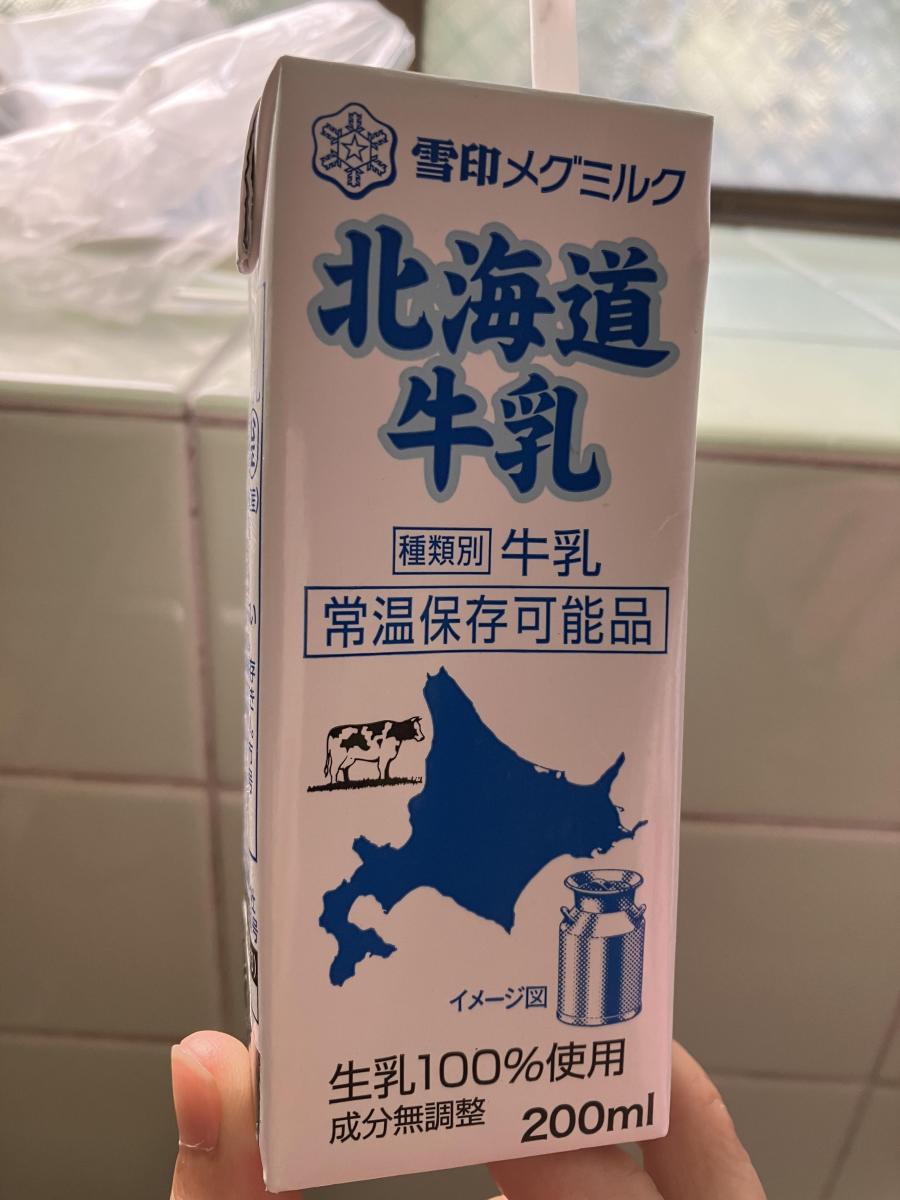 雪印メグミルク
北海道
牛乳
種類別 牛乳
常温保存可能品
イメージ図
生乳100%使用
成分無調整 200ml